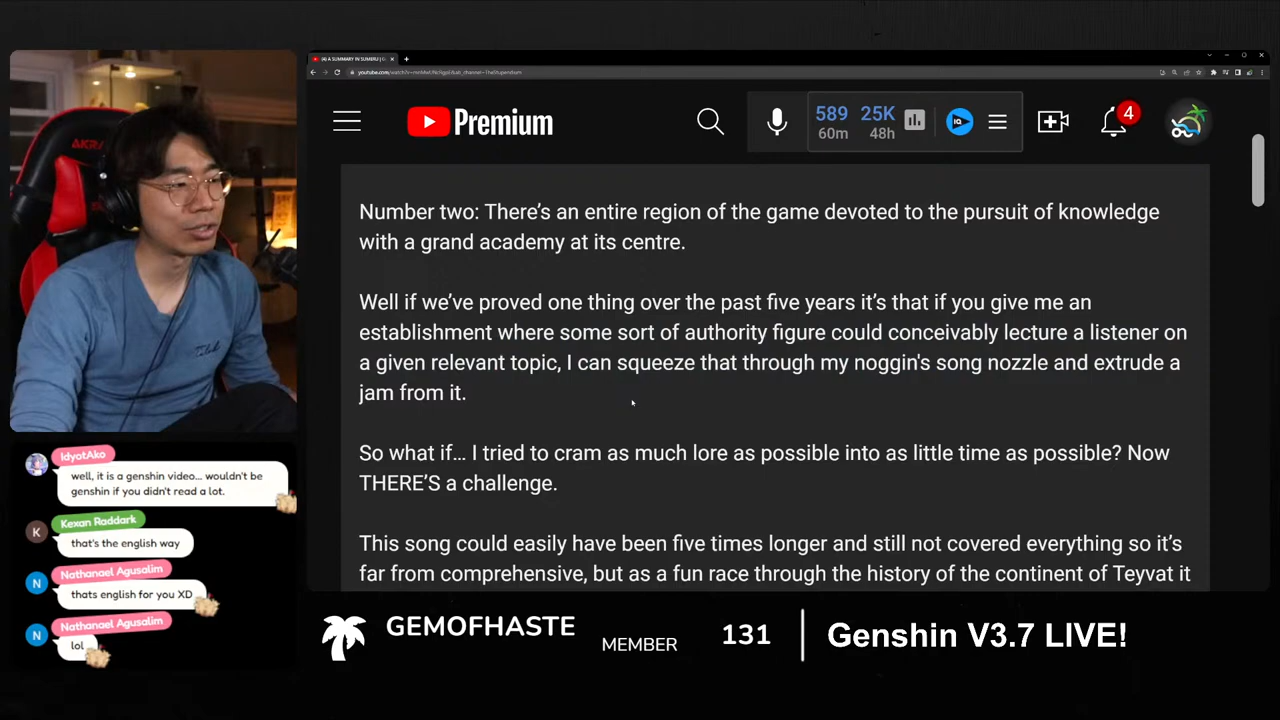 (4) A SUMMARY IN SUMERU | G
Premium
589
60m
25K
48h
IQ
4
AKRA
Number two: There’s an entire region of the game devoted to the pursuit of knowledge
with a grand academy at its centre.
Well if we’ve proved one thing over the past five years it’s that if you give me an
establishment where some sort of authority figure could conceivably lecture a listener on
a given relevant topic, I can squeeze that through my noggin's song nozzle and extrude a
jam from it.
So what if… I tried to cram as much lore as possible into as little time as possible? Now
THERE’S a challenge.
This song could easily have been five times longer and still not covered everything so it’s
far from comprehensive, but as a fun race through the history of the continent of Teyvat it
IdyotAko
well, it is a genshin video... wouldn't be
genshin if you didn't read a lot.
K
Kexan Raddark
that's the english way
N
Nathanael Agusalim
thats english for you XD
N
Nathanael Agusalim
lol
GEMOFHASTE
MEMBER
131
Genshin V3.7 LIVE!